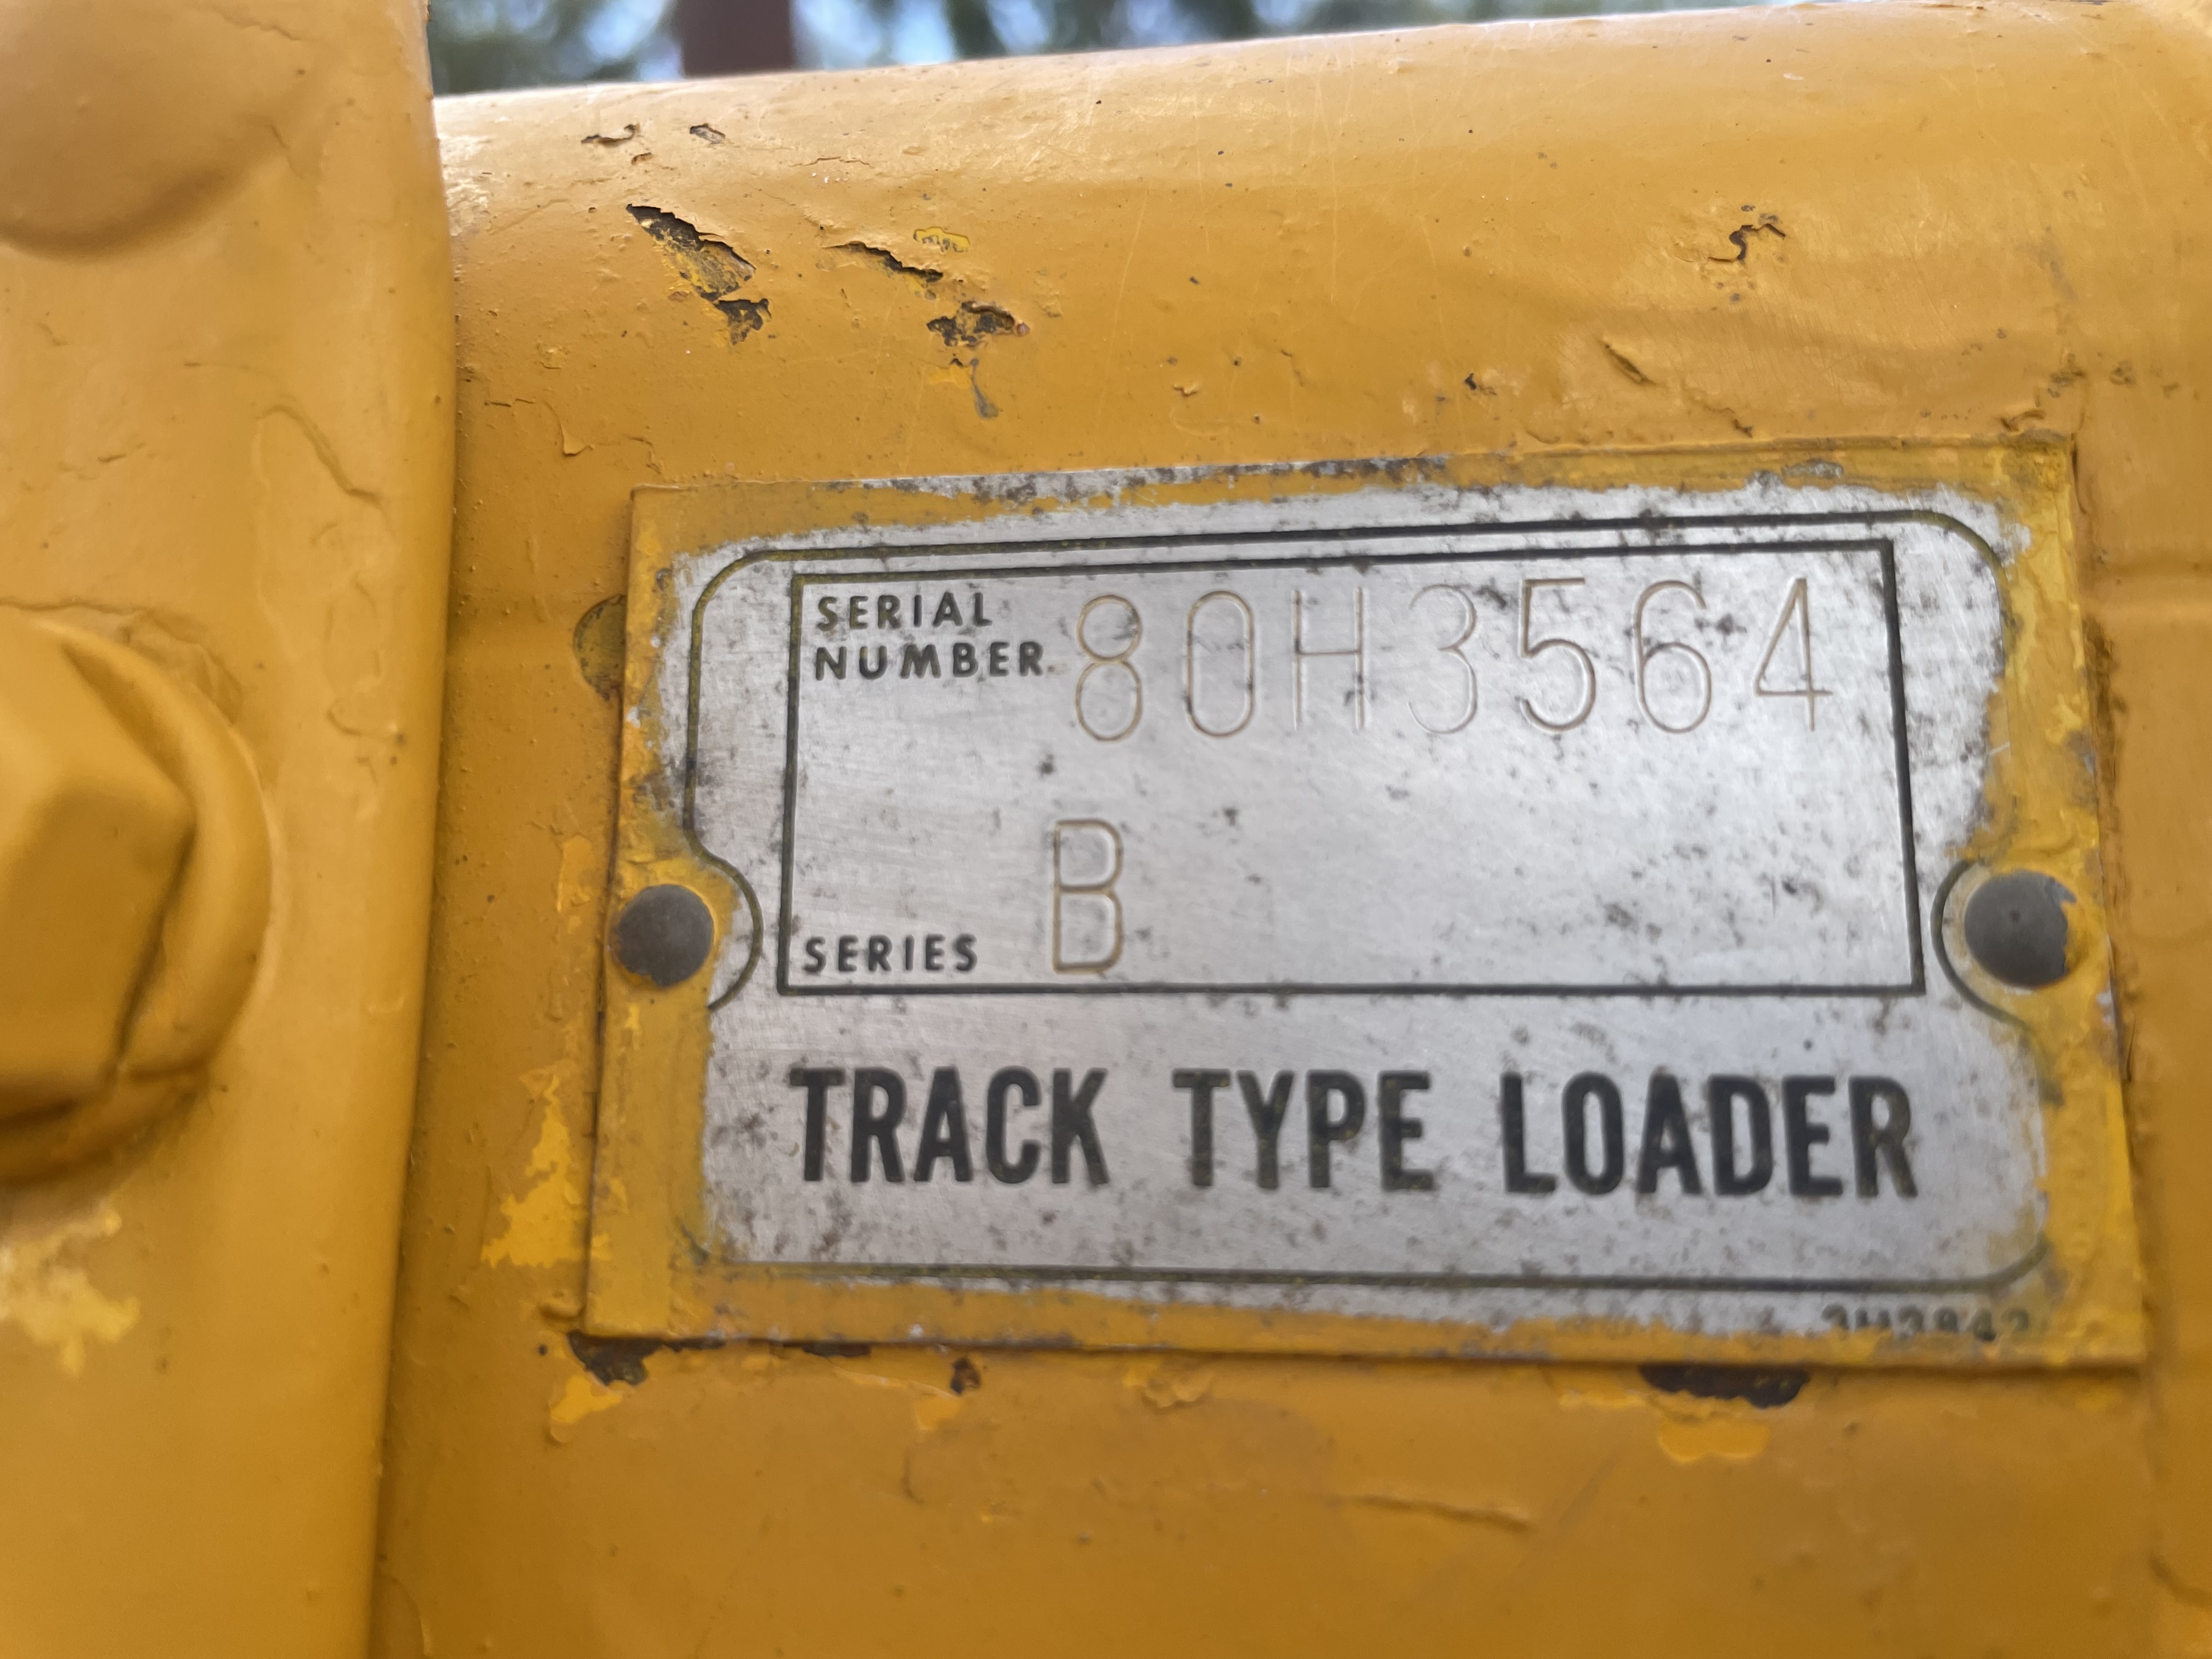 SERIAL
NUMBER 80H3564
SERIES B
TRACK TYPE LOADER